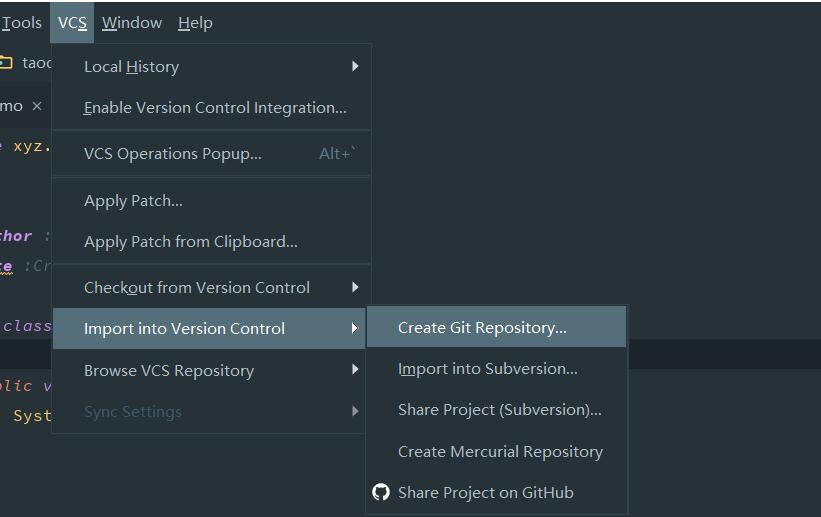 Tools VCS Window Help
taoc
Local History
mo ×
Enable Version Control Integration...
xyz.
VCS Operations Popup... Alt+`
Apply Patch...
thor :
Apply Patch from Clipboard...
te :Cr
Checkout from Version Control
class
Import into Version Control
Create Git Repository...
Browse VCS Repository
Import into Subversion...
blic v
Sync Settings
Share Project (Subversion)...
Syst
Create Mercurial Repository
Share Project on GitHub